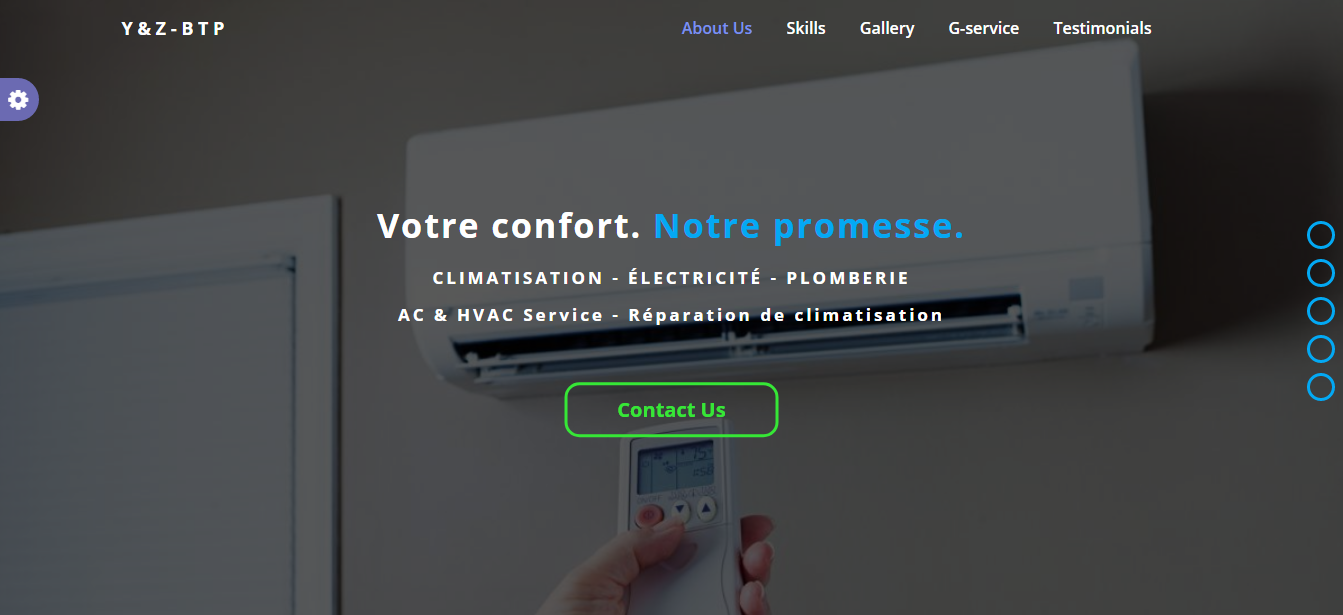 Y&Z-BTP
About Us Skills Gallery G-service Testimonials
Votre confort. Notre promesse.
CLIMATISATION - ÉLECTRICITÉ - PLOMBERIE
AC & HVAC Service - Réparation de climatisation
Contact Us